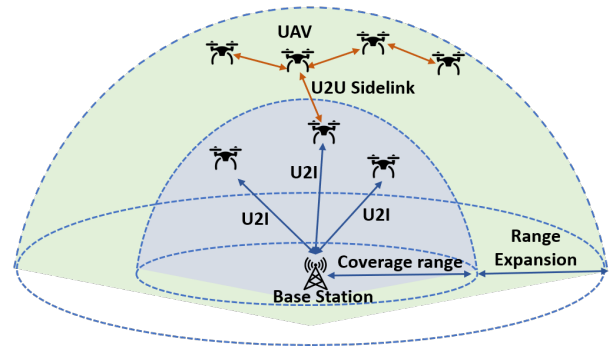 UAV
U2U Sidelink
U2I
U2I
U2I
Range
Expansion
Coverage range
Base Station